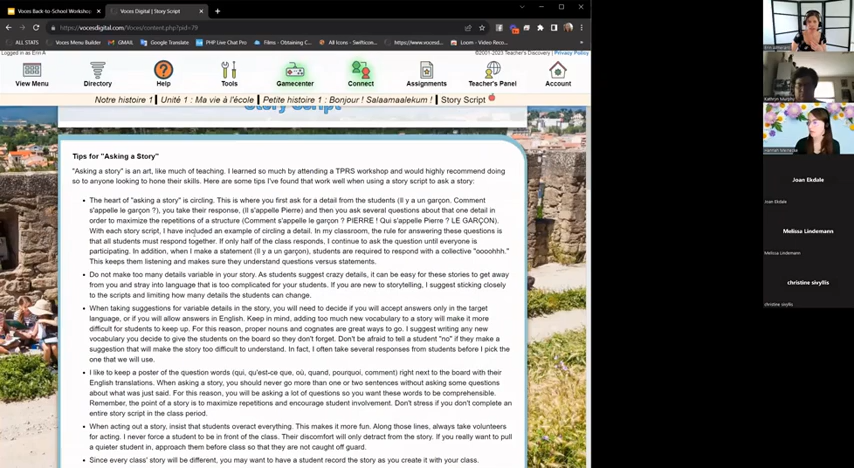 Voces Back-to-School Workshop
Voces Digital | Story Script
https://vocesdigital.com/Voces/content.php?pid=79
ALL STATS
Voces Menu Builder
GMAIL
Google Translate
PHP Live Chat Pro
Films : Obtaining C...
All Icons - Swifticon...
https://www.vocesd...
Loom - Video Reco...
Logged in as Erin A
©2001-2023 Teacher's Discovery | Privacy Policy
View Menu
Directory
Help
Tools
Gamecenter
Connect
Assignments
Teacher's Panel
Account
Notre histoire 1 | Unité 1 : Ma vie à l'école | Petite histoire 1 : Bonjour ! Salaamaalekum ! | Story Script
Story Script
Tips for "Asking a Story"
"Asking a story" is an art, like much of teaching. I learned so much by attending a TPRS workshop and would highly recommend doing
so to anyone looking to hone their skills. Here are some tips I've found that work well when using a story script to ask a story:
• The heart of "asking a story" is circling. This is where you first ask for a detail from the students (Il y a un garçon. Comment
s'appelle le garçon ?), you take their response, (Il s'appelle Pierre) and then you ask several questions about that one detail in
order to maximize the repetitions of a structure (Comment s'appelle le garçon ? PIERRE ! Qui s'appelle Pierre ? LE GARÇON).
With each story script, I have included an example of circling a detail. In my classroom, the rule for answering these questions is
that all students must respond together. If only half of the class responds, I continue to ask the question until everyone is
participating. In addition, when I make a statement (Il y a un garçon), students are required to respond with a collective "ooohhh."
This keeps them listening and makes sure they understand questions versus statements.
• Do not make too many details variable in your story. As students suggest crazy details, it can be easy for these stories to get away
from you and stray into language that is too complicated for your students. If you are new to storytelling, I suggest sticking closely
to the scripts and limiting how many details the students can change.
• When taking suggestions for variable details in the story, you will need to decide if you will accept answers only in the target
language, or if you will allow answers in English. Keep in mind, adding too much new vocabulary to a story will make it more
difficult for students to keep up. For this reason, proper nouns and cognates are great ways to go. I suggest writing any new
vocabulary you decide to give the students on the board so they don't forget. Don't be afraid to tell a student "no" if they make a
suggestion that will make the story too difficult to understand. In fact, I often take several responses from students before I pick the
one that we will use.
• I like to keep a poster of the question words (qui, qu'est-ce que, où, quand, pourquoi, comment) right next to the board with their
English translations. When asking a story, you should never go more than one or two sentences without asking some questions
about what was just said. For this reason, you will be asking a lot of questions so you want these words to be comprehensible.
Remember, the point of a story is to maximize repetitions and encourage student involvement. Don't stress if you don't complete an
entire story script in the class period.
• When acting out a story, insist that students overact everything. This makes it more fun. Along those lines, always take volunteers
for acting. I never force a student to be in front of the class. Their discomfort will only detract from the story. If you really want to pull
a quieter student in, approach them before class so that they are not caught off guard.
• Since every class' story will be different, you may want to have a student record the story as you create it with your class.
Kathryn Murphy
Joan Ekdale
Joan Ekdale
Melissa Lindemann
Melissa Lindemann
christine sivyllis
christine sivyllis